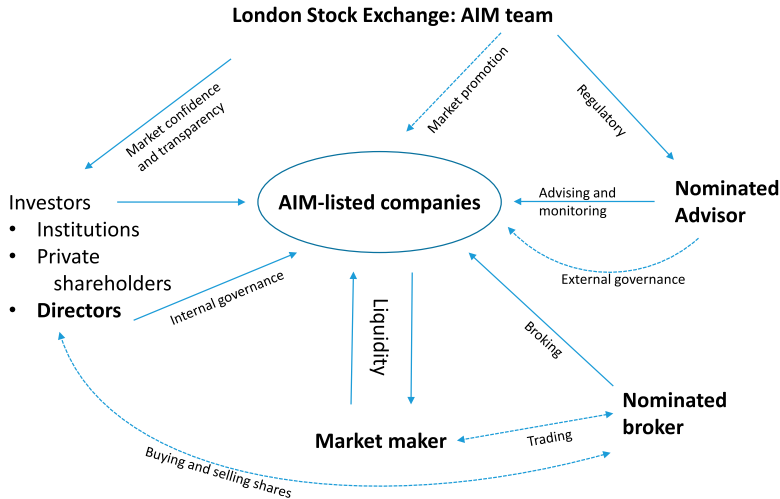 London Stock Exchange: AIM team
Market confidence
and transparency
Market promotion
Regulatory
Investors
• Institutions
• Private
shareholders
• Directors
AIM-listed companies
Advising and
monitoring
Nominated
Advisor
External governance
Internal governance
Liquidity
Broking
Nominated
broker
Market maker
Trading
Buying and selling shares